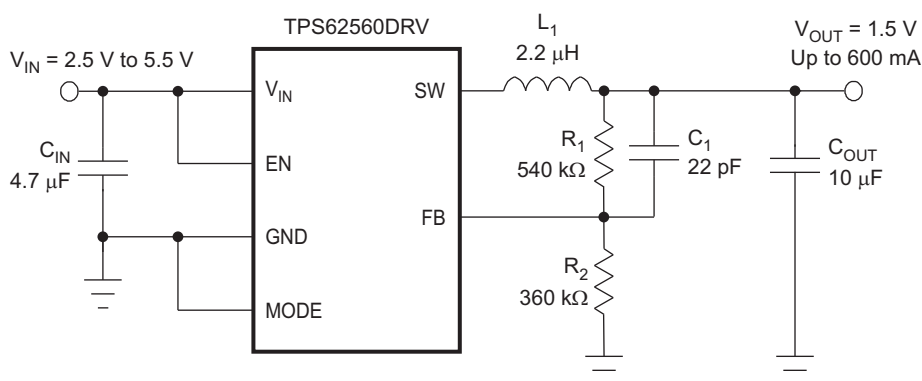 TPS62560DRV
L1
2.2 μH
VOUT = 1.5 V
Up to 600 mA
VIN = 2.5 V to 5.5 V
VIN
SW
CIN
4.7 μF
EN
R1
540 kΩ
C1
22 pF
COUT
10 μF
FB
GND
R2
360 kΩ
MODE